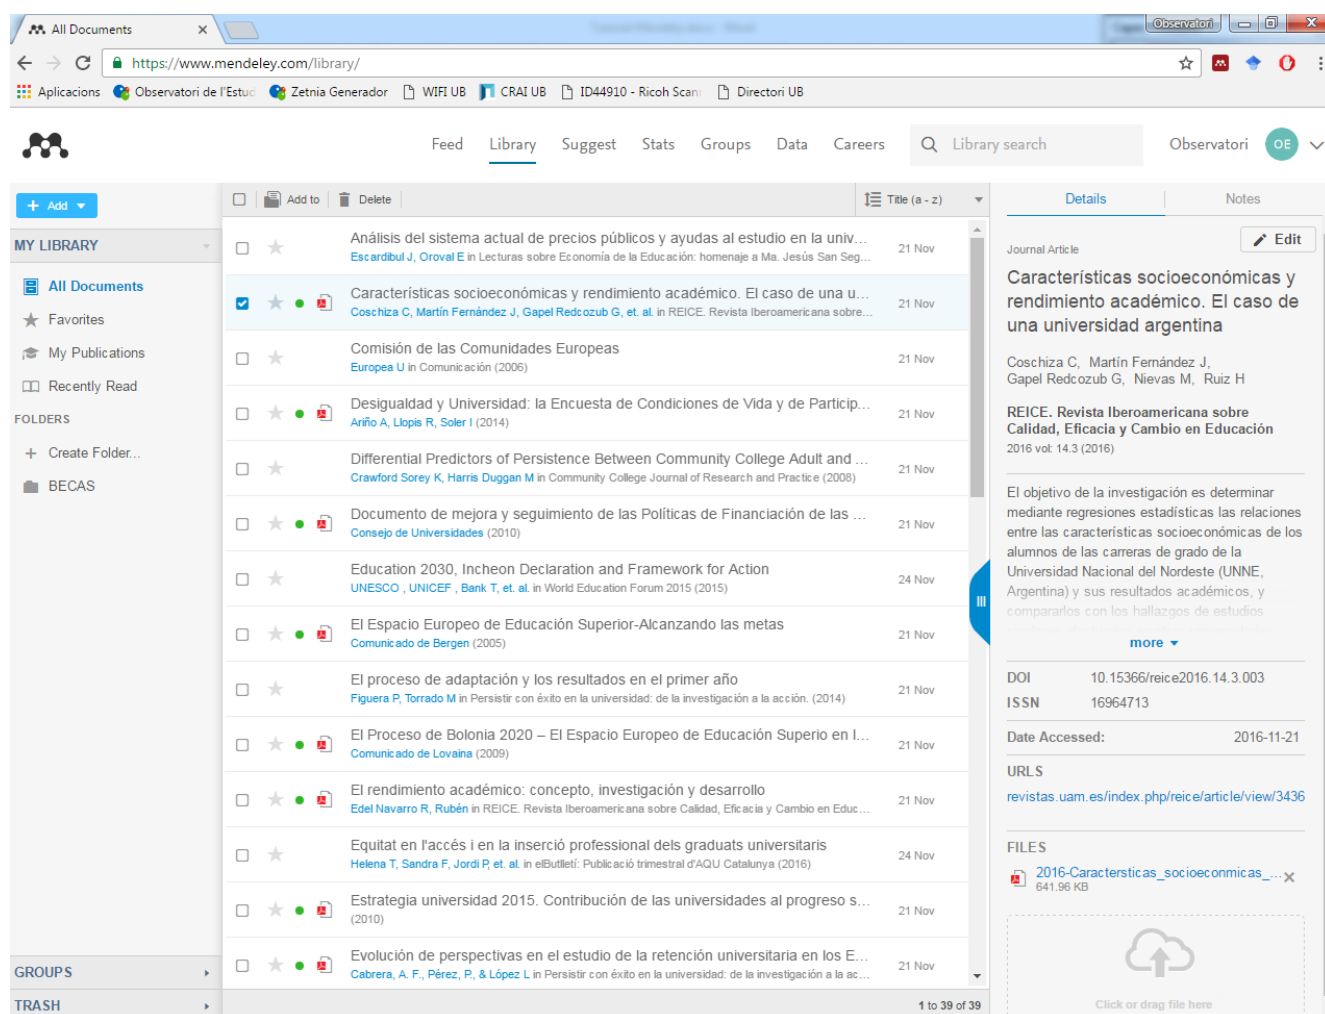 All Documents
Observatori
https://www.mendeley.com/library/
Aplicacions Observatori de l'Estud Zetnia Generador WIFI UB CRAI UB ID44910 - Ricoh Scan Directori UB
Feed Library Suggest Stats Groups Data Careers Library search Observatori OE
+ Add
Add to Delete Title (a - z)
Details Notes
MY LIBRARY
All Documents
Favorites
My Publications
Recently Read
FOLDERS
+ Create Folder...
BECAS
GROUPS
TRASH
Análisis del sistema actual de precios públicos y ayudas al estudio en la univ...
Escardibul J, Oroval E in Lecturas sobre Economía de la Educación: homenaje a Ma. Jesús San Seg...
21 Nov
Características socioeconómicas y rendimiento académico. El caso de una u...
Coschiza C, Martín Fernández J, Gapel Redcozub G, et. al. in REICE. Revista Iberoamericana sobre...
21 Nov
Comisión de las Comunidades Europeas
Europea U in Comunicación (2006)
21 Nov
Desigualdad y Universidad: la Encuesta de Condiciones de Vida y de Particip...
Ariño A, Llopis R, Soler I (2014)
21 Nov
Differential Predictors of Persistence Between Community College Adult and ...
Crawford Sorey K, Harris Duggan M in Community College Journal of Research and Practice (2008)
21 Nov
Documento de mejora y seguimiento de las Políticas de Financiación de las ...
Consejo de Universidades (2010)
21 Nov
Education 2030, Incheon Declaration and Framework for Action
UNESCO , UNICEF , Bank T, et. al. in World Education Forum 2015 (2015)
24 Nov
El Espacio Europeo de Educación Superior-Alcanzando las metas
Comunicado de Bergen (2005)
21 Nov
El proceso de adaptación y los resultados en el primer año
Figuera P, Torrado M in Persistir con éxito en la universidad: de la investigación a la acción. (2014)
21 Nov
El Proceso de Bolonia 2020 – El Espacio Europeo de Educación Superio en l...
Comunicado de Lovaina (2009)
21 Nov
El rendimiento académico: concepto, investigación y desarrollo
Edel Navarro R, Rubén in REICE. Revista Iberoamericana sobre Calidad, Eficacia y Cambio en Educ...
21 Nov
Equitat en l'accés i en la inserció professional dels graduats universitaris
Helena T, Sandra F, Jordi P, et. al. in elButlletí: Publicació trimestral d'AQU Catalunya (2016)
24 Nov
Estrategia universidad 2015. Contribución de las universidades al progreso s...
(2010)
21 Nov
Evolución de perspectivas en el estudio de la retención universitaria en los E...
Cabrera, A. F., Pérez, P., & López L in Persistir con éxito en la universidad: de la investigación a la ac...
21 Nov
1 to 39 of 39
Journal Article
Edit
Características socioeconómicas y
rendimiento académico. El caso de
una universidad argentina
Coschiza C, Martín Fernández J,
Gapel Redcozub G, Nievas M, Ruiz H
REICE. Revista Iberoamericana sobre
Calidad, Eficacia y Cambio en Educación
2016 vol: 14.3 (2016)
El objetivo de la investigación es determinar
mediante regresiones estadísticas las relaciones
entre las características socioeconómicas de los
alumnos de las carreras de grado de la
Universidad Nacional del Nordeste (UNNE,
Argentina) y sus resultados académicos, y
compararlos con los hallazgos de estudios
more
DOI 10.15366/reice2016.14.3.003
ISSN 16964713
Date Accessed: 2016-11-21
URLS
revistas.uam.es/index.php/reice/article/view/3436
FILES
2016-Caractersticas_socioeconmicas_...
641.96 KB
Click or drag file here